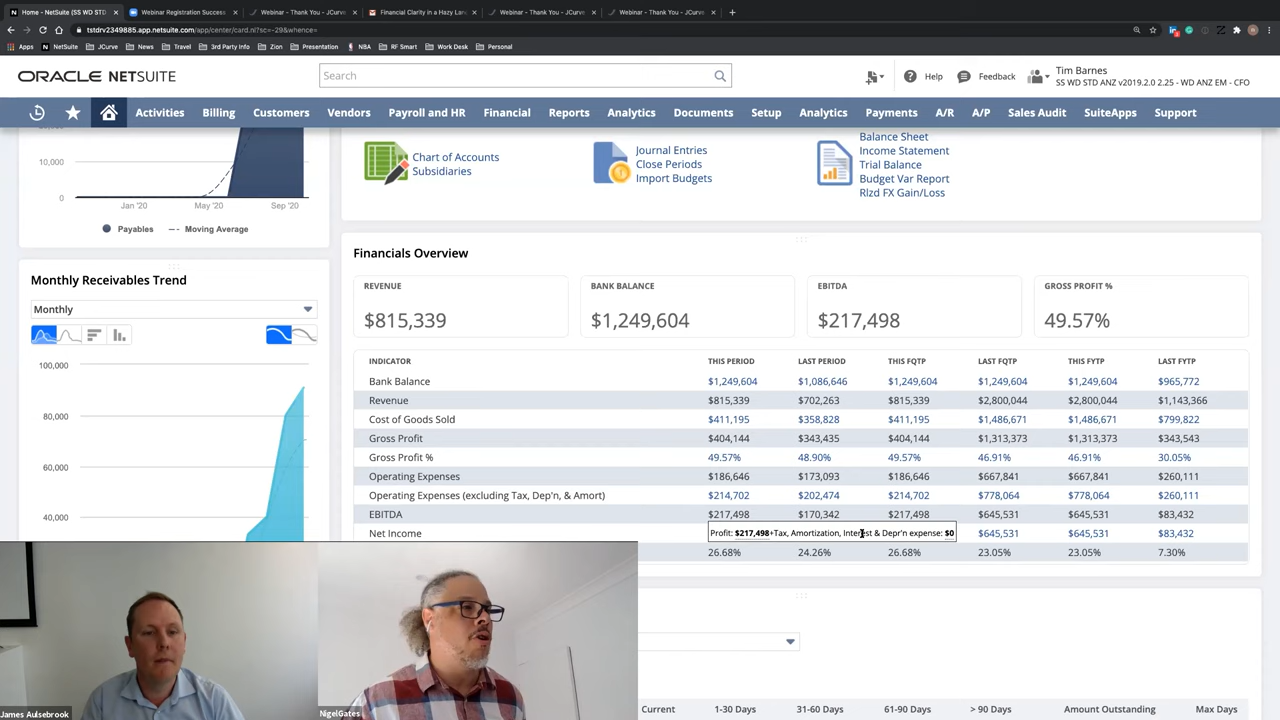 Home - NetSuite (SS WD STD
Webinar Registration Success
Webinar - Thank You - (SS WD
Financial Clarity in a Hazy Lan
Webinar - Thank You - JCurve
Webinar - Thank You - JCurve
tstdrv2349885.app.netsuite.com/app/center/card.nl?sc=-29&whence=
Apps NetSuite JCurve News Travel 3rd Party Info Zion Presentation NBA RF Smart Work Desk Personal
ORACLE NETSUITE
Search
Help
Feedback
Tim Barnes
SS WD STD ANZ v2019.2.0 2.25 - WD ANZ EM - CFO
Activities Billing Customers Vendors Payroll and HR Financial Reports Analytics Documents Setup Analytics Payments A/R A/P Sales Audit SuiteApps Support
10,000
0
Jan '20 May '20 Sep '20
Payables Moving Average
Chart of Accounts
Subsidiaries
Journal Entries
Close Periods
Import Budgets
Balance Sheet
Income Statement
Trial Balance
Budget Var Report
Rlzd FX Gain/Loss
Monthly Receivables Trend
Monthly
100,000
80,000
60,000
40,000
Financials Overview
REVENUE
$815,339
BANK BALANCE
$1,249,604
EBITDA
$217,498
GROSS PROFIT %
49.57%
INDICATOR THIS PERIOD LAST PERIOD THIS FQTP LAST FQTP THIS FYTP LAST FYTP
Bank Balance $1,249,604 $1,086,646 $1,249,604 $1,249,604 $1,249,604 $965,772
Revenue $815,339 $702,263 $815,339 $2,800,044 $2,800,044 $1,143,366
Cost of Goods Sold $411,195 $358,828 $411,195 $1,486,671 $1,486,671 $799,822
Gross Profit $404,144 $343,435 $404,144 $1,313,373 $1,313,373 $343,543
Gross Profit % 49.57% 48.90% 49.57% 46.91% 46.91% 30.05%
Operating Expenses $186,646 $173,093 $186,646 $667,841 $667,841 $260,111
Operating Expenses (excluding Tax, Dep'n, & Amort) $214,702 $202,474 $214,702 $778,064 $778,064 $260,111
EBITDA $217,498 $170,342 $217,498 $645,531 $645,531 $83,432
Net Income $645,531 $645,531 $83,432
Profit: $217,498+Tax, Amortization, Interest & Depr'n expense: $0
26.68% 24.26% 26.68% 23.05% 23.05% 7.30%
Current 1-30 Days 31-60 Days 61-90 Days > 90 Days Amount Outstanding Max Days
James Aulsebrook
NigelGates